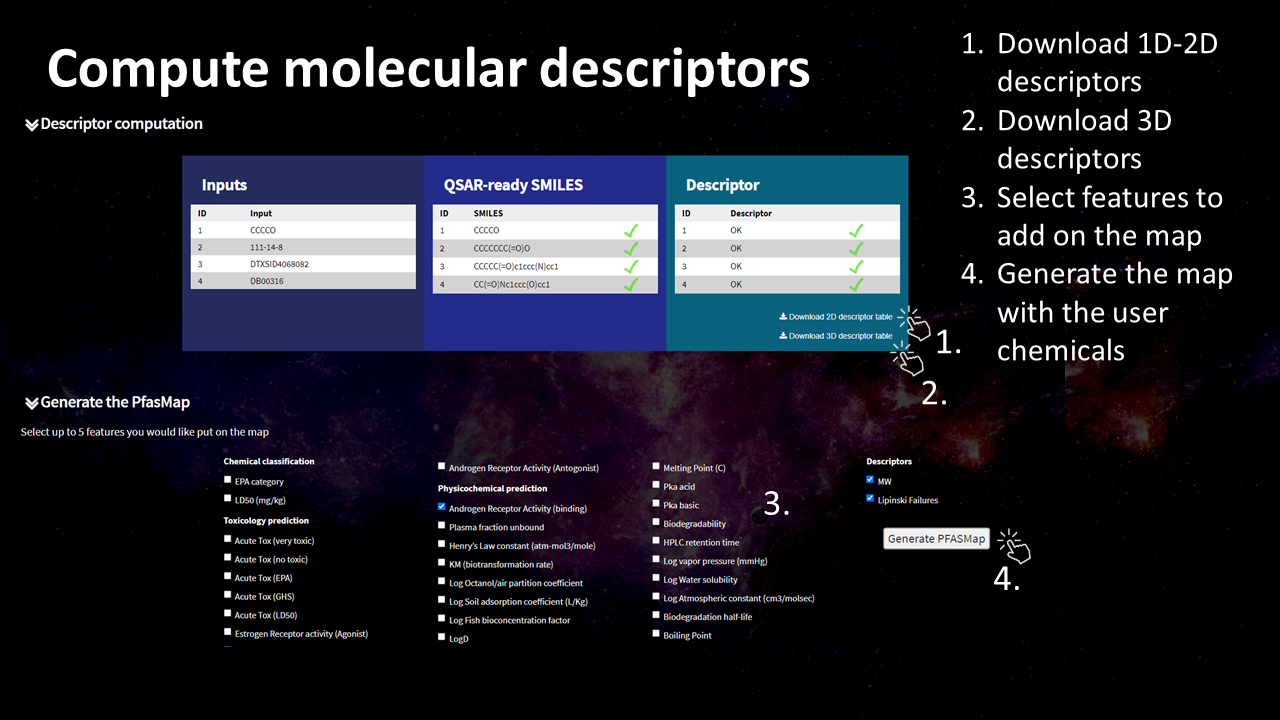 Compute molecular descriptors
1. Download 1D-2D
descriptors
2. Download 3D
descriptors
3. Select features to
add on the map
4. Generate the map
with the user
chemicals
Descriptor computation
Inputs
ID Input
1 CCCCO
2 111-14-8
3 DTXSID4068082
4 DB00316
QSAR-ready SMILES
ID SMILES
1 CCCCO
2 CCCCCCC(=O)O
3 CCCCC(=O)c1ccc(N)cc1
4 CC(=O)Nc1ccc(O)cc1
Descriptor
ID Descriptor
1 OK
2 OK
3 OK
4 OK
Download 2D descriptor table
Download 3D descriptor table
1.
2.
Generate the PfasMap
Select up to 5 features you would like put on the map
Chemical classification
EPA category
LD50 (mg/kg)
Toxicology prediction
Acute Tox (very toxic)
Acute Tox (no toxic)
Acute Tox (EPA)
Acute Tox (GHS)
Acute Tox (LD50)
Estrogen Receptor activity (Agonist)
Androgen Receptor Activity (Antogonist)
Physicochemical prediction
Androgen Receptor Activity (binding)
Plasma fraction unbound
Henry's Law constant (atm-mol3/mole)
KM (biotransformation rate)
Log Octanol/air partition coefficient
Log Soil adsorption coefficient (L/Kg)
Log Fish bioconcentration factor
LogD
Melting Point (C)
Pka acid
Pka basic
Biodegradability
HPLC retention time
Log vapor pressure (mmHg)
Log Water solubility
Log Atmospheric constant (cm3/molsec)
Biodegradation half-life
Boiling Point
3.
Descriptors
MW
Lipinski Failures
Generate PFASMap
4.